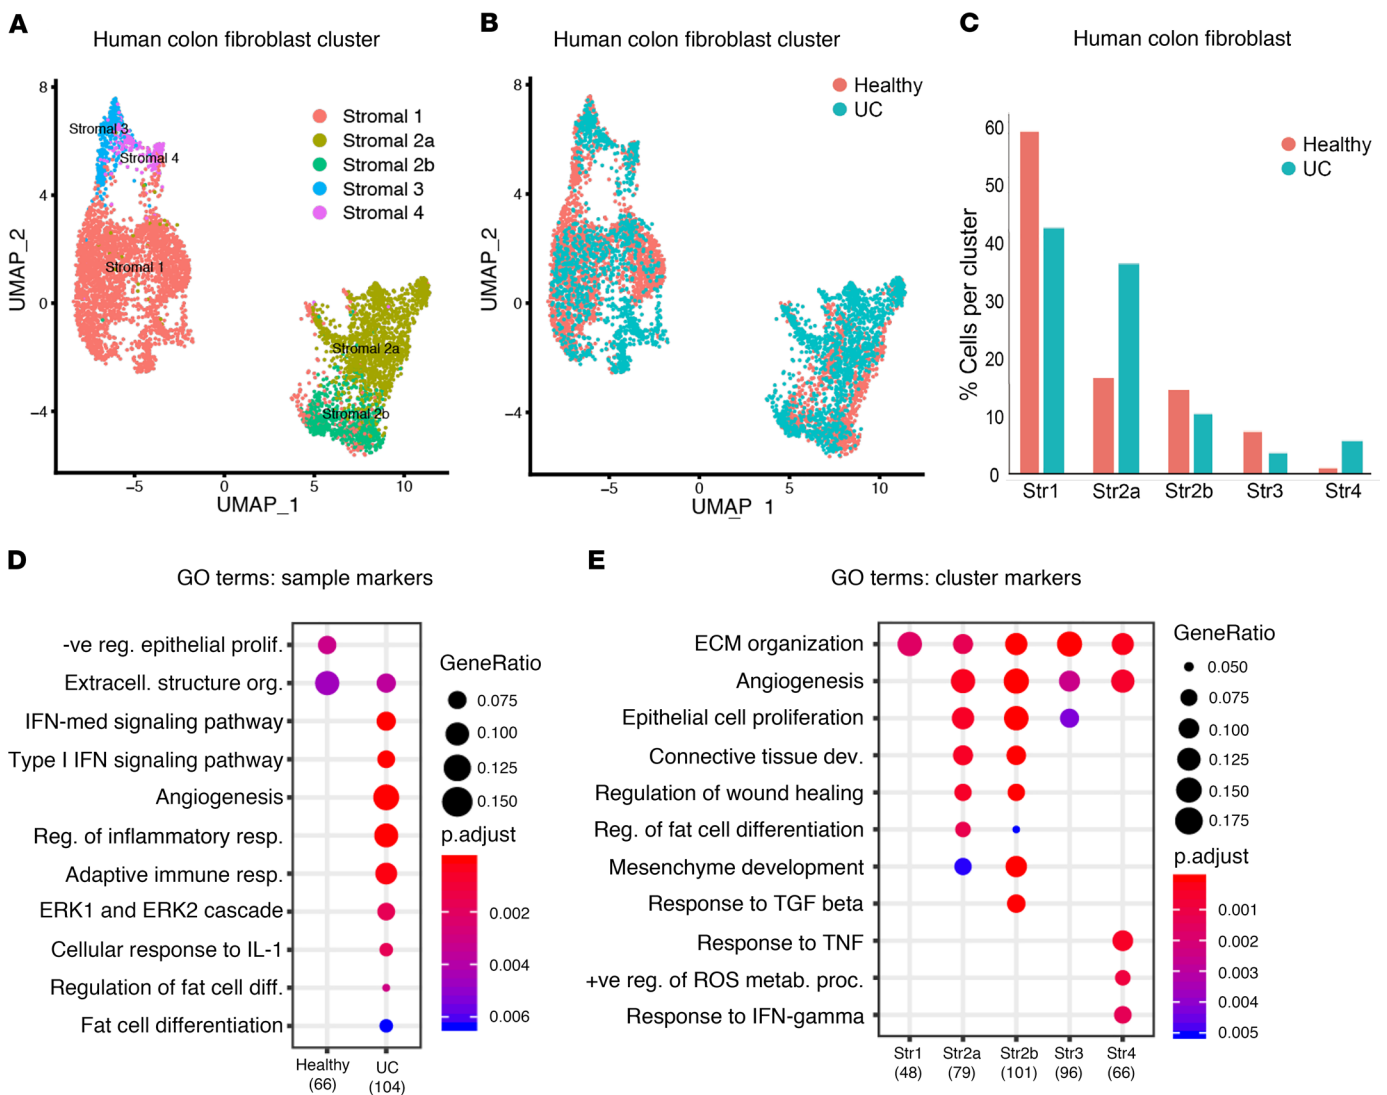 A
Human colon fibroblast cluster
8
4
0
−4
UMAP_2
−5
0
5
10
UMAP_1
Stromal 3
Stromal 4
Stromal 1
Stromal 2a
Stromal 2b
Stromal 1
Stromal 2a
Stromal 2b
Stromal 3
Stromal 4
B
Human colon fibroblast cluster
8
4
0
−4
UMAP_2
−5
0
5
10
UMAP_1
Healthy
UC
C
Human colon fibroblast
60
50
40
30
20
10
0
% Cells per cluster
Healthy
UC
Str1
Str2a
Str2b
Str3
Str4
D
GO terms: sample markers
-ve reg. epithelial prolif.
Extracell. structure org.
IFN-med signaling pathway
Type I IFN signaling pathway
Angiogenesis
Reg. of inflammatory resp.
Adaptive immune resp.
ERK1 and ERK2 cascade
Cellular response to IL-1
Regulation of fat cell diff.
Fat cell differentiation
Healthy
(66)
UC
(104)
GeneRatio
0.075
0.100
0.125
0.150
p.adjust
0.002
0.004
0.006
E
GO terms: cluster markers
ECM organization
Angiogenesis
Epithelial cell proliferation
Connective tissue dev.
Regulation of wound healing
Reg. of fat cell differentiation
Mesenchyme development
Response to TGF beta
Response to TNF
+ve reg. of ROS metab. proc.
Response to IFN-gamma
Str1
(48)
Str2a
(79)
Str2b
(101)
Str3
(96)
Str4
(66)
GeneRatio
0.050
0.075
0.100
0.125
0.150
0.175
p.adjust
0.001
0.002
0.003
0.004
0.005